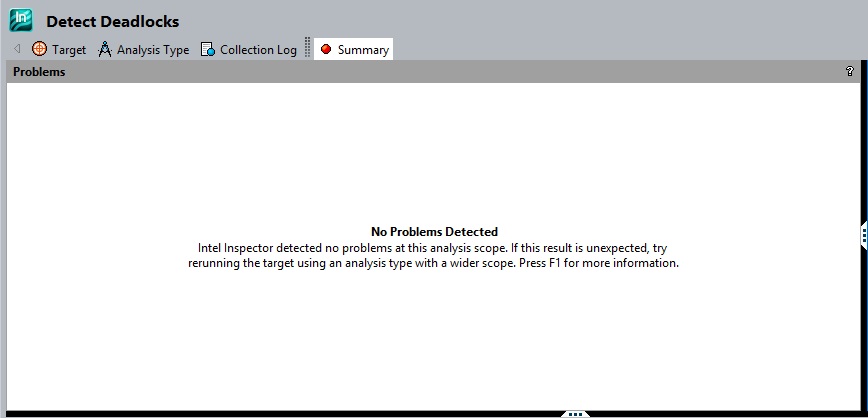 In
Detect Deadlocks
Target Analysis Type Collection Log Summary
Problems ?
No Problems Detected
Intel Inspector detected no problems at this analysis scope. If this result is unexpected, try
rerunning the target using an analysis type with a wider scope. Press F1 for more information.